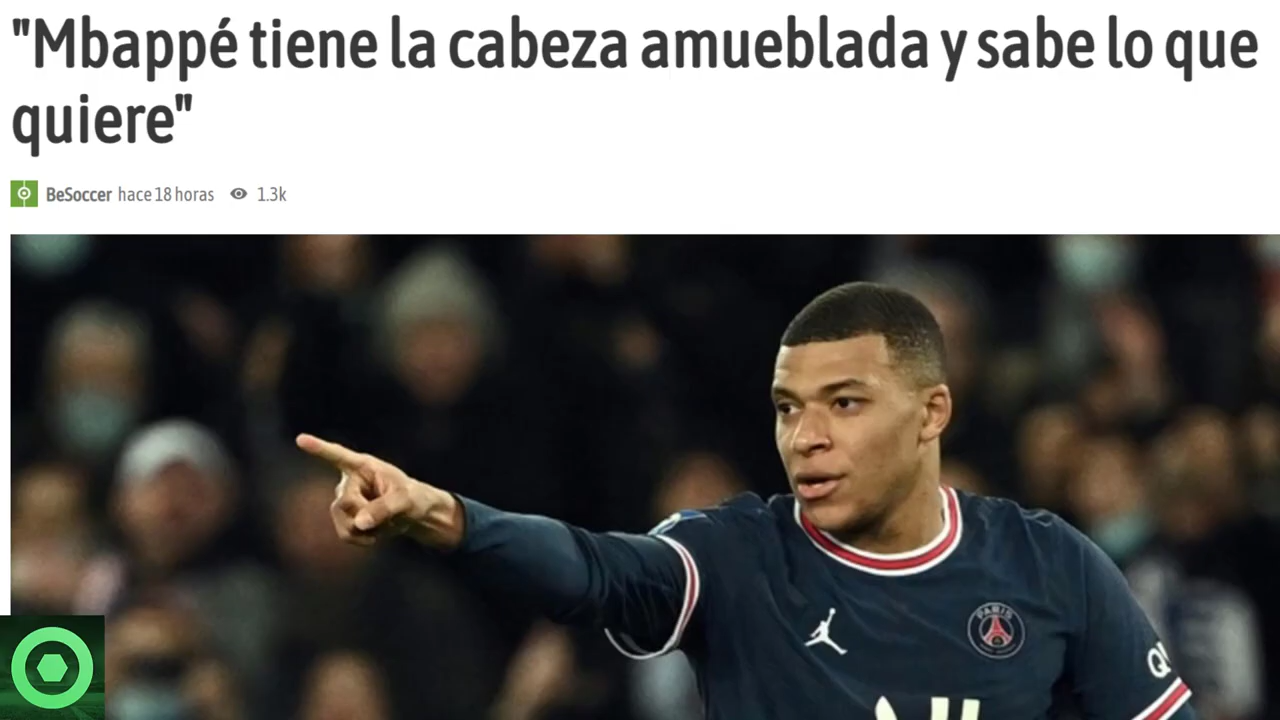 "Mbappé tiene la cabeza amueblada y sabe lo que
quiere"
BeSoccer hace 18 horas 1.3k
PARIS